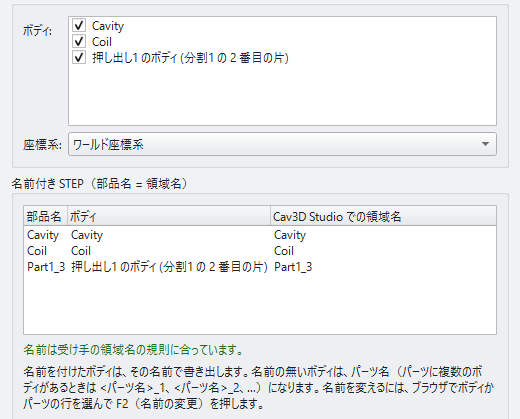 ボディ:
Cavity
Coil
押し出し1 のボディ (分割1 の 2 番目の片)
座標系: ワールド座標系
名前付き STEP（部品名 = 領域名）
部品名 ボディ Cav3D Studio での領域名
Cavity Cavity Cavity
Coil Coil Coil
Part1_3 押し出し1 のボディ (分割1 の 2 番目の片) Part1_3
名前は受け手の領域名の規則に合っています。
名前を付けたボディは、その名前で書き出します。名前の無いボディは、パーツ名（パーツに複数のボ
ディがあるときは <パーツ名>_1、<パーツ名>_2、...）になります。名前を変えるには、ブラウザでボディか
パーツの行を選んで F2（名前の変更）を押します。